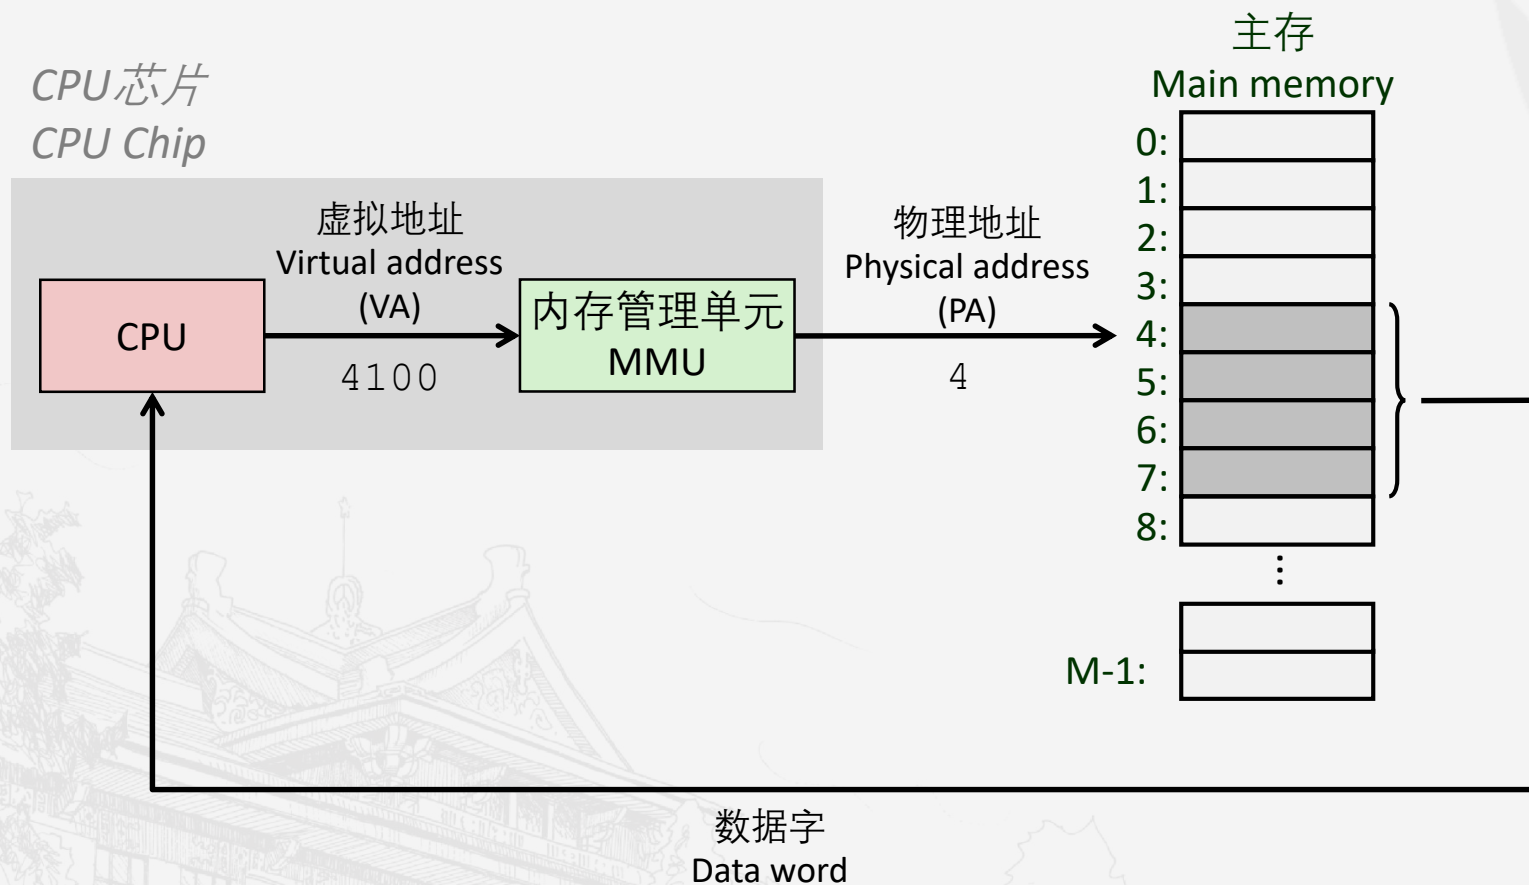 CPU芯片
CPU Chip
虚拟地址
Virtual address
(VA)
4100
CPU
内存管理单元
MMU
物理地址
Physical address
(PA)
4
主存
Main memory
0:
1:
2:
3:
4:
5:
6:
7:
8:
...
M-1:
数据字
Data word